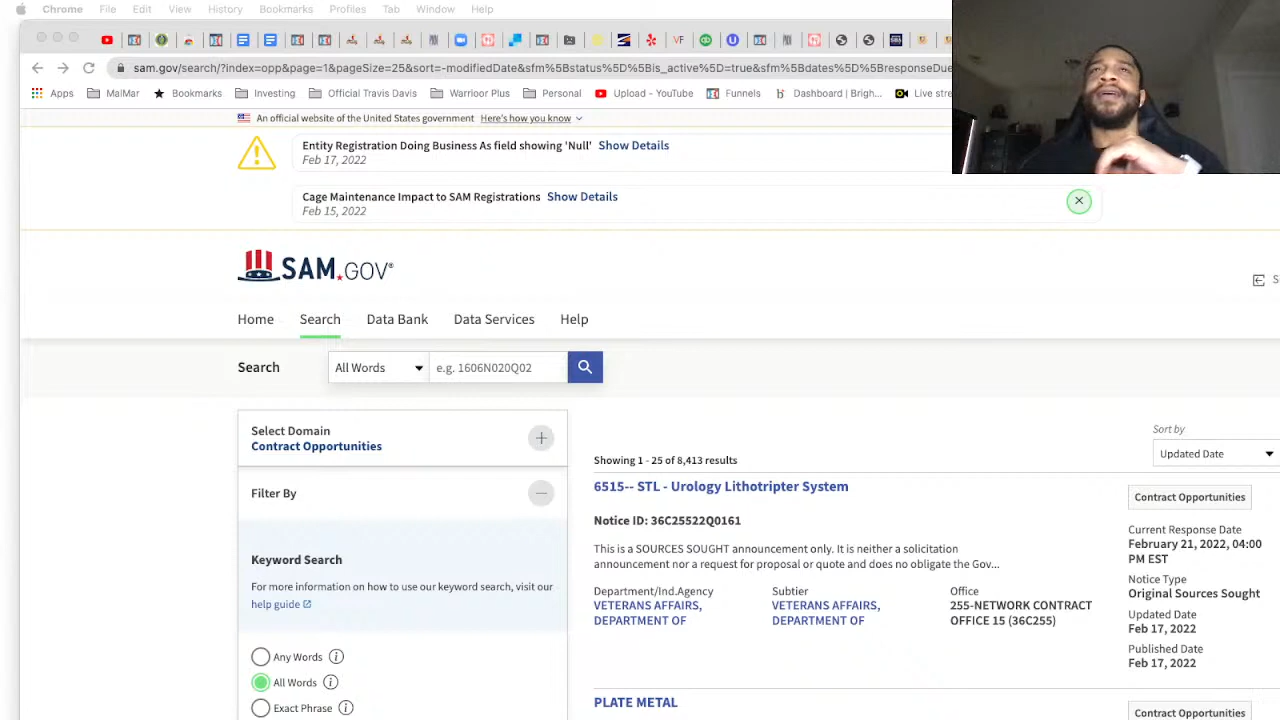 Chrome File Edit View History Bookmarks Profiles Tab Window Help
sam.gov/search/?index=opp&page=1&pageSize=25&sort=-modifiedDate&sfm%5Bstatus%5D%5Bis_active%5D=true&sfm%5Bdates%5D%5BresponseDue
Apps MalMar Bookmarks Investing Official Travis Davi... Warrioor Plus Personal Upload - YouTube Funnels Dashboard | Brigh... Live stre
An official website of the United States government Here's how you know
Entity Registration Doing Business As field showing 'Null' Show Details
Feb 17, 2022
Cage Maintenance Impact to SAM Registrations Show Details
Feb 15, 2022
SAM.GOV®
S
Home Search Data Bank Data Services Help
Search All Words e.g. 1606N020Q02
Select Domain
Contract Opportunities
Filter By
Keyword Search
For more information on how to use our keyword search, visit our
help guide
Any Words
All Words
Exact Phrase
Sort by
Updated Date
Showing 1 - 25 of 8,413 results
6515-- STL - Urology Lithotripter System
Notice ID: 36C25522Q0161
This is a SOURCES SOUGHT announcement only. It is neither a solicitation
announcement nor a request for proposal or quote and does no obligate the Gov...
Department/Ind.Agency
VETERANS AFFAIRS,
DEPARTMENT OF
Subtier
VETERANS AFFAIRS,
DEPARTMENT OF
Office
255-NETWORK CONTRACT
OFFICE 15 (36C255)
Contract Opportunities
Current Response Date
February 21, 2022, 04:00
PM EST
Notice Type
Original Sources Sought
Updated Date
Feb 17, 2022
Published Date
Feb 17, 2022
PLATE METAL
Contract Opportunities